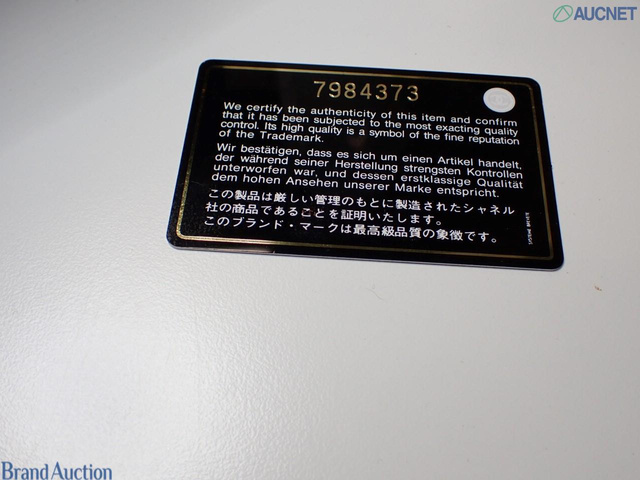 AUCNET
7984373
We certify the authenticity of this item and confirm
that it has been subjected to the most exacting quality
control. Its high quality is a symbol of the fine reputation
of the Trademark.
Wir bestätigen, dass es sich um einen Artikel handelt,
der während seiner Herstellung strengsten Kontrollen
unterworfen war, und dessen erstklassige Qualität
dem hohen Ansehen unserer Marke entspricht.
この製品は厳しい管理のもとに製造されたシャネル
社の商品であることを証明いたします。
このブランド・マークは最高級品質の象徴です。
Brand Auction